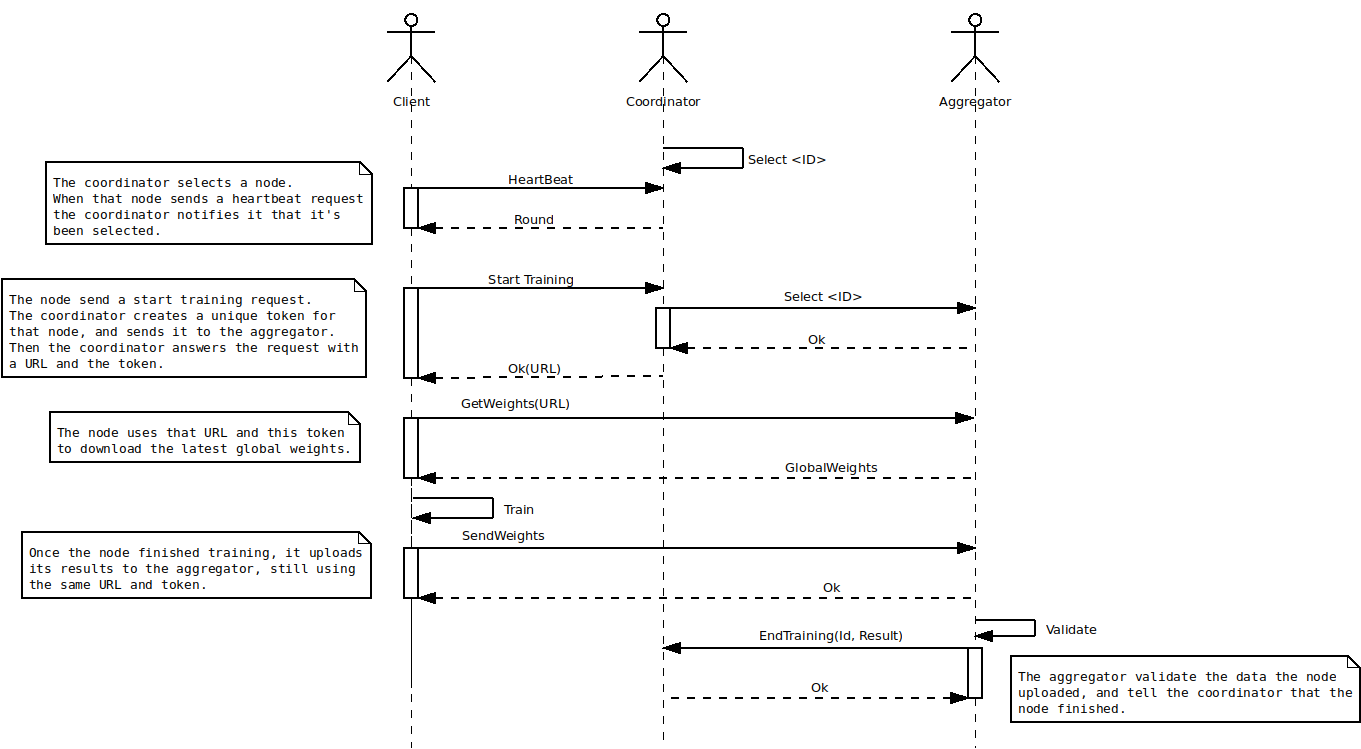 Client
Coordinator
Aggregator
Select <ID>
The coordinator selects a node.
When that node sends a heartbeat request
the coordinator notifies it that it's
been selected.
HeartBeat
Round
The node send a start training request.
The coordinator creates a unique token for
that node, and sends it to the aggregator.
Then the coordinator answers the request with
a URL and the token.
Start Training
Select <ID>
Ok
Ok(URL)
The node uses that URL and this token
to download the latest global weights.
GetWeights(URL)
GlobalWeights
Train
Once the node finished training, it uploads
its results to the aggregator, still using
the same URL and token.
SendWeights
Ok
Validate
EndTraining(Id, Result)
Ok
The aggregator validate the data the node
uploaded, and tell the coordinator that the
node finished.